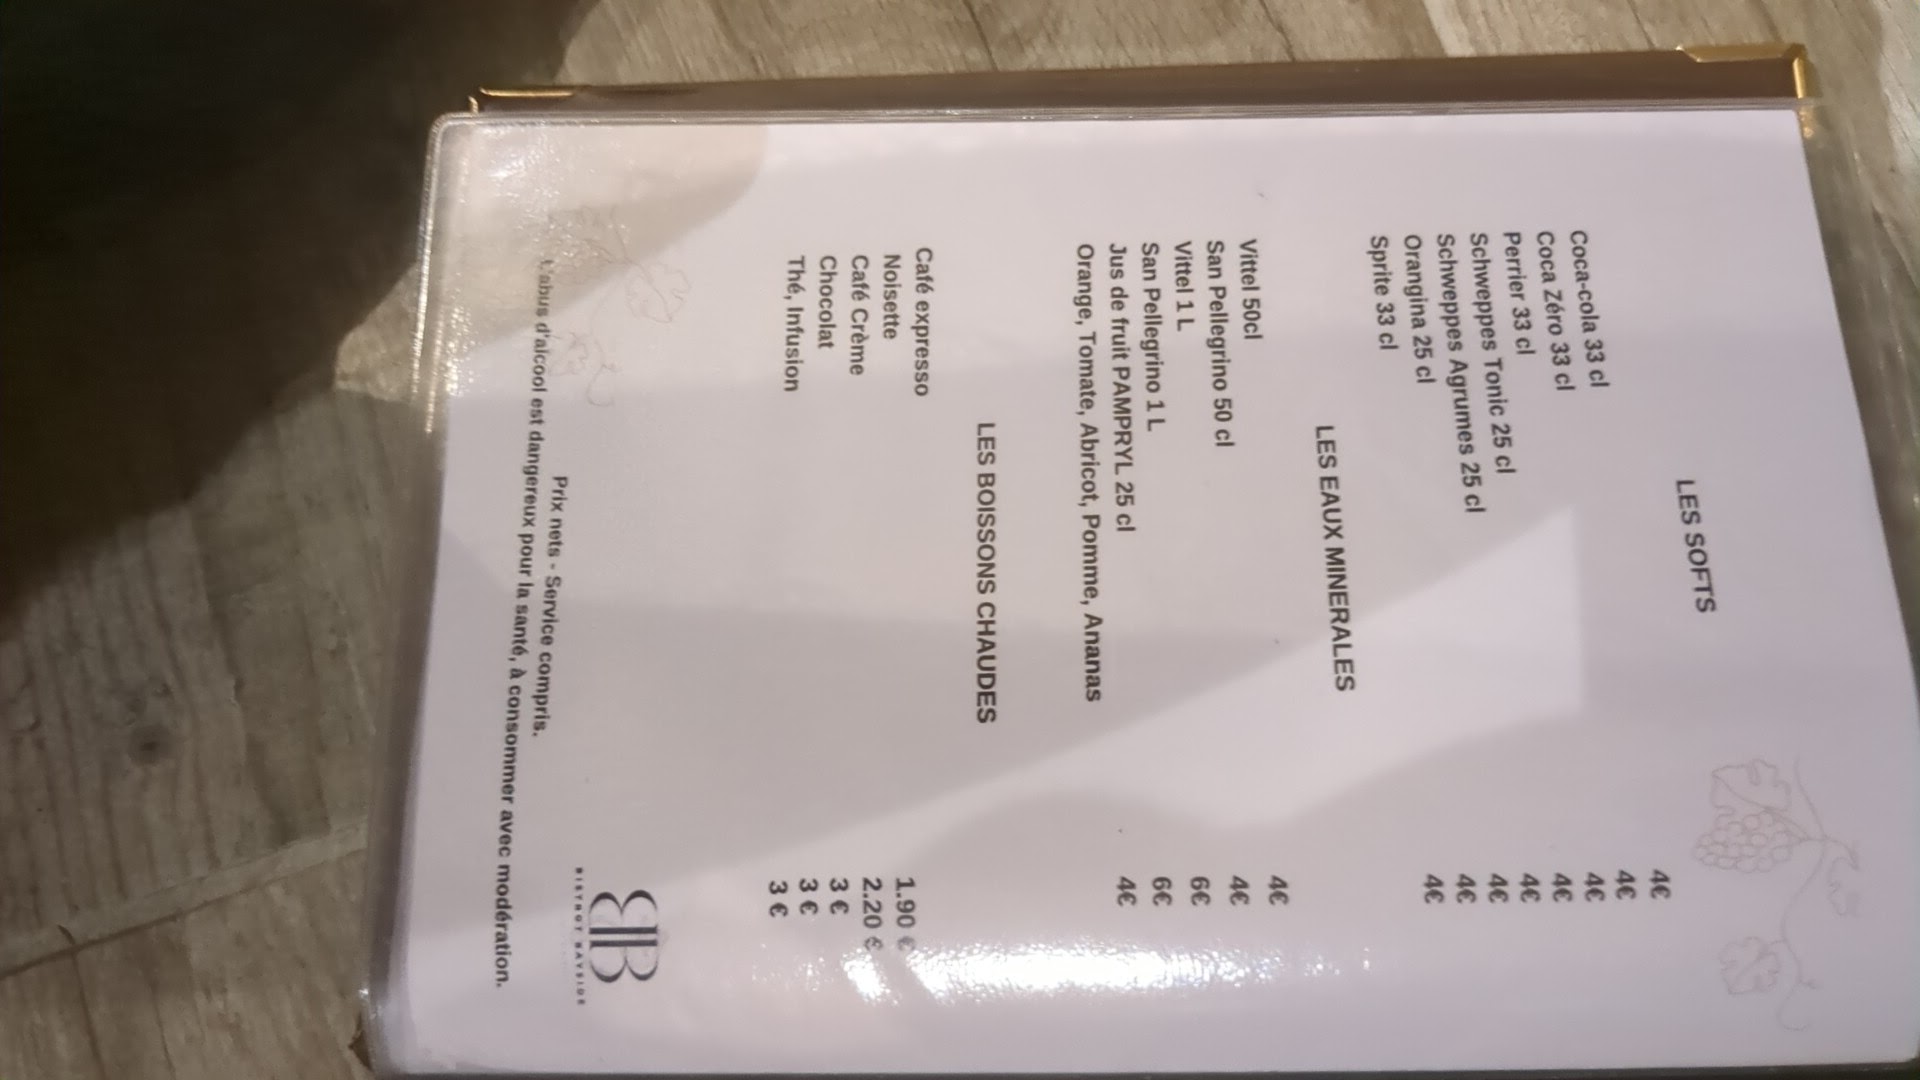 LES SOFTS
Coca-cola 33 cl 4€
Coca Zéro 33 cl 4€
Perrier 33 cl 4€
Schweppes Tonic 25 cl 4€
Schweppes Agrumes 25 cl 4€
Orangina 25 cl 4€
Sprite 33 cl 4€
4€
LES EAUX MINERALES
Vittel 50cl 4€
San Pellegrino 50 cl 4€
Vittel 1 L 6€
San Pellegrino 1 L 6€
Jus de fruit PAMPRYL 25 cl 4€
Orange, Tomate, Abricot, Pomme, Ananas
LES BOISSONS CHAUDES
Café expresso 1.90 €
Noisette 2.20 €
Café Crème 3 €
Chocolat 3 €
Thé, Infusion 3 €
BB
BISTROT BAYSIDE
Prix nets - Service compris.
L'abus d'alcool est dangereux pour la santé, à consommer avec modération.